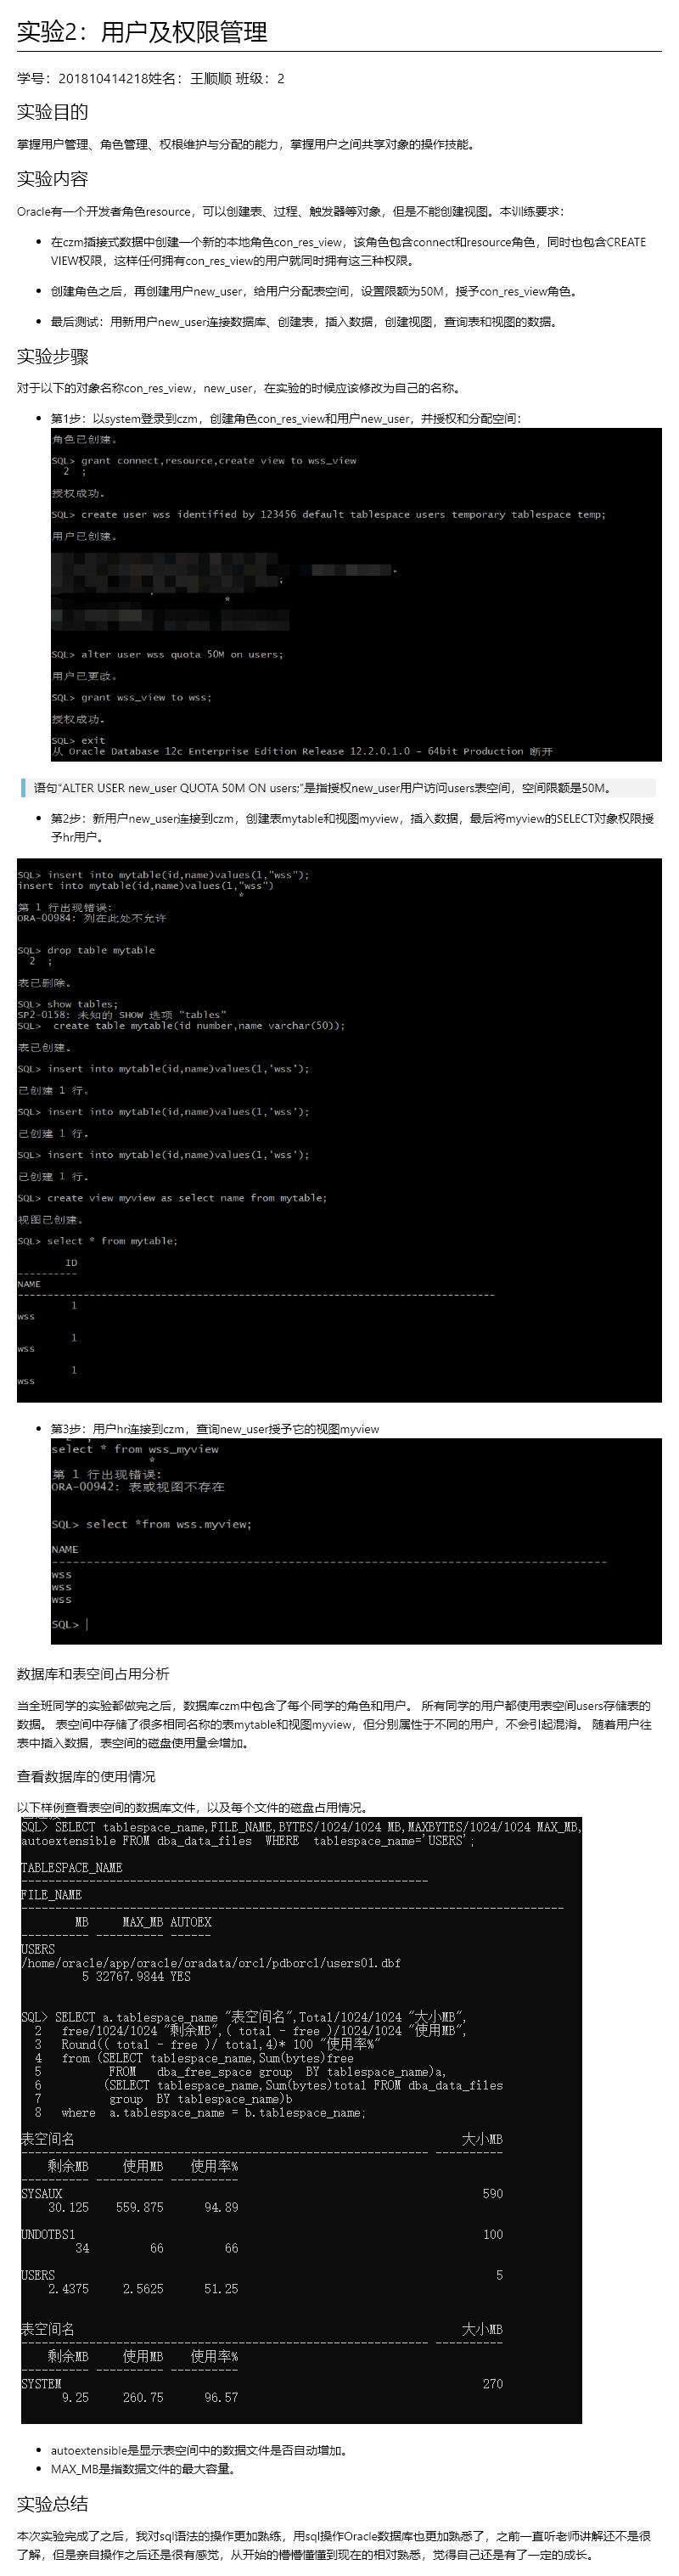 实验2：用户及权限管理
学号：201810414218姓名：王顺顺 班级：2
实验目的
掌握用户管理、角色管理、权根维护与分配的能力，掌握用户之间共享对象的操作技能。
实验内容
Oracle有一个开发者角色resource，可以创建表、过程、触发器等对象，但是不能创建视图。本训练要求：
在czm插接式数据中创建一个新的本地角色con_res_view，该角色包含connect和resource角色，同时也包含CREATE
VIEW权限，这样任何拥有con_res_view的用户就同时拥有这三种权限。
创建角色之后，再创建用户new_user，给用户分配表空间，设置限额为50M，授予con_res_view角色。
最后测试：用新用户new_user连接数据库、创建表，插入数据，创建视图，查询表和视图的数据。
实验步骤
对于以下的对象名称con_res_view，new_user，在实验的时候应该修改为自己的名称。
第1步：以system登录到czm，创建角色con_res_view和用户new_user，并授权和分配空间：
角色已创建。
SQL> grant connect,resource,create view to wss_view
2 ;
授权成功。
SQL> create user wss identified by 123456 default tablespace users temporary tablespace temp;
用户已创建。
SQL> alter user wss quota 50M on users;
用户已更改。
SQL> grant wss_view to wss;
授权成功。
SQL> exit
从 Oracle Database 12c Enterprise Edition Release 12.2.0.1.0 - 64bit Production 断开
语句“ALTER USER new_user QUOTA 50M ON users;”是指授权new_user用户访问users表空间，空间限额是50M。
第2步：新用户new_user连接到czm，创建表mytable和视图myview，插入数据，最后将myview的SELECT对象权限授
予hr用户。
SQL> insert into mytable(id,name)values(1,"wss");
insert into mytable(id,name)values(1,"wss")
*
第 1 行出现错误:
ORA-00984: 列在此处不允许
SQL> drop table mytable
2 ;
表已删除。
SQL> show tables;
SP2-0158: 未知的 SHOW 选项 "tables"
SQL>  create table mytable(id number,name varchar(50));
表已创建。
SQL> insert into mytable(id,name)values(1,'wss');
已创建 1 行。
SQL> insert into mytable(id,name)values(1,'wss');
已创建 1 行。
SQL> insert into mytable(id,name)values(1,'wss');
已创建 1 行。
SQL> create view myview as select name from mytable;
视图已创建。
SQL> select * from mytable;
ID
----------
NAME
--------------------------------------------------------------------------------
1
wss
1
wss
1
wss
第3步：用户hr连接到czm，查询new_user授予它的视图myview
2 ;
select * from wss_myview
*
第 1 行出现错误:
ORA-00942: 表或视图不存在
SQL> select *from wss.myview;
NAME
--------------------------------------------------------------------------------
wss
wss
wss
SQL>
数据库和表空间占用分析
当全班同学的实验都做完之后，数据库czm中包含了每个同学的角色和用户。 所有同学的用户都使用表空间users存储表的
数据。 表空间中存储了很多相同名称的表mytable和视图myview，但分别属性于不同的用户，不会引起混淆。 随着用户往
表中插入数据，表空间的磁盘使用量会增加。
查看数据库的使用情况
以下样例查看表空间的数据库文件，以及每个文件的磁盘占用情况。
SQL> SELECT tablespace_name,FILE_NAME,BYTES/1024/1024 MB,MAXBYTES/1024/1024 MAX_MB,
autoextensible FROM dba_data_files  WHERE  tablespace_name='USERS';
TABLESPACE_NAME
------------------------------------------------------------
FILE_NAME
--------------------------------------------------------------------------------
MB     MAX_MB AUTOEX
---------- ---------- ------
USERS
/home/oracle/app/oracle/oradata/orcl/pdborcl/users01.dbf
5 32767.9844 YES
SQL> SELECT a.tablespace_name "表空间名",Total/1024/1024 "大小MB",
2   free/1024/1024 "剩余MB",( total - free )/1024/1024 "使用MB",
3   Round(( total - free )/ total,4)* 100 "使用率%"
4   from (SELECT tablespace_name,Sum(bytes)free
5          FROM   dba_free_space group  BY tablespace_name)a,
6         (SELECT tablespace_name,Sum(bytes)total FROM dba_data_files
7          group  BY tablespace_name)b
8   where  a.tablespace_name = b.tablespace_name;
表空间名 大小MB
------------------------------------------------------------ ----------
剩余MB     使用MB    使用率%
---------- ---------- ----------
SYSAUX 590
30.125    559.875      94.89
UNDOTBS1 100
34         66         66
USERS 5
2.4375     2.5625      51.25
表空间名 大小MB
------------------------------------------------------------ ----------
剩余MB     使用MB    使用率%
---------- ---------- ----------
SYSTEM 270
9.25     260.75      96.57
autoextensible是显示表空间中的数据文件是否自动增加。
MAX_MB是指数据文件的最大容量。
实验总结
本次实验完成了之后，我对sql语法的操作更加熟练，用sql操作Oracle数据库也更加熟悉了，之前一直听老师讲解还不是很
了解，但是亲自操作之后还是很有感觉，从开始的懵懵懂懂到现在的相对熟悉，觉得自己还是有了一定的成长。